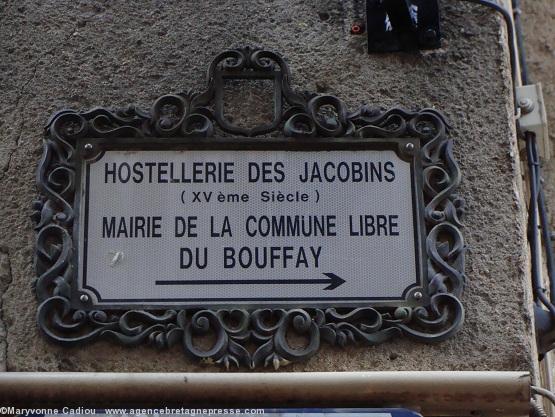 HOSTELLERIE DES JACOBINS
(XVème Siècle)
MAIRIE DE LA COMMUNE LIBRE
DU BOUFFAY
©Maryvonne Cadiou www.agencebretagnepresse.com